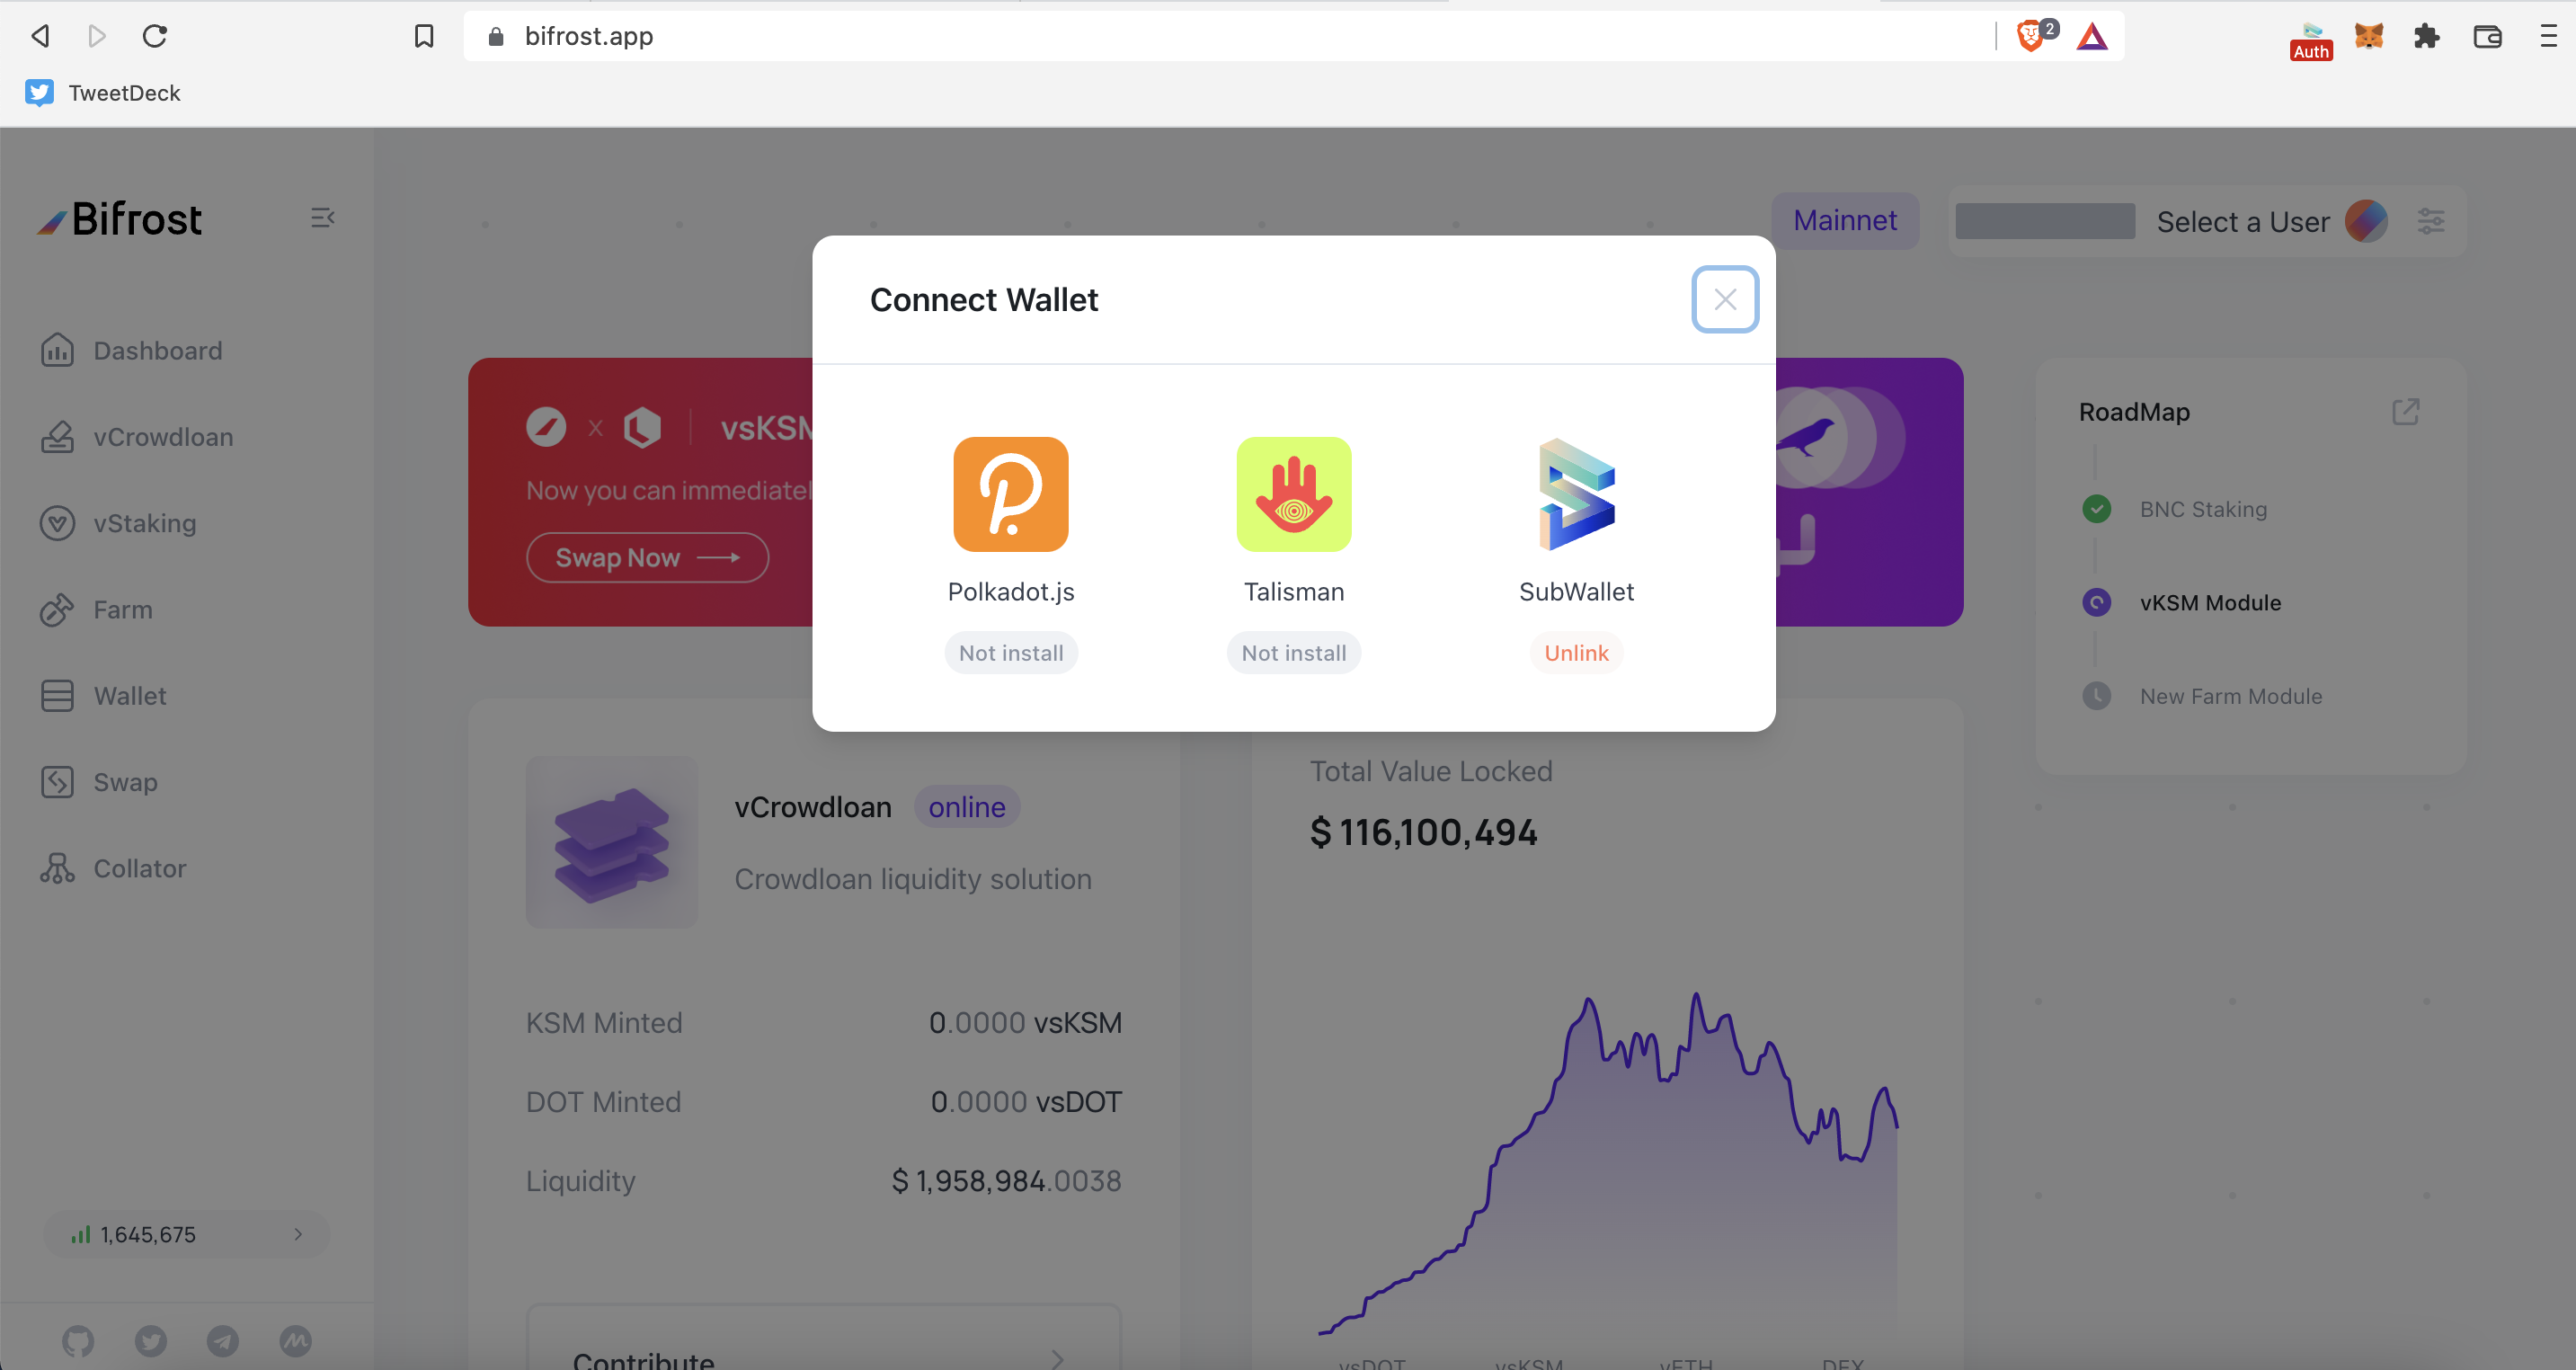 bifrost.app
2
Auth
TweetDeck
Bifrost
Mainnet
Select a User
Connect Wallet
Dashboard
vCrowdloan
vStaking
Farm
Wallet
Swap
Collator
x
vsKSM
Now you can immediatel
Swap Now
Polkadot.js
Talisman
SubWallet
Not install
Not install
Unlink
RoadMap
BNC Staking
vKSM Module
New Farm Module
vCrowdloan
online
Crowdloan liquidity solution
KSM Minted
0.0000 vsKSM
DOT Minted
0.0000 vsDOT
Liquidity
$ 1,958,984.0038
Contribute
Total Value Locked
$ 116,100,494
vsDOT
vsKSM
vETH
DEX
1,645,675